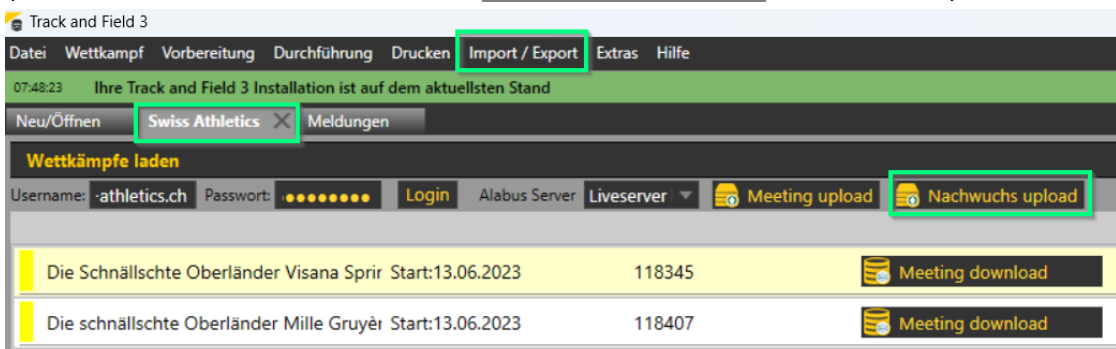 Track and Field 3
Datei Wettkampf Vorbereitung Durchführung Drucken Import / Export Extras Hilfe
07:48:23 Ihre Track and Field 3 Installation ist auf dem aktuellsten Stand
Neu/Öffnen Swiss Athletics Meldungen
Wettkämpfe laden
Username: -athletics.ch Passwort: Login Alabus Server Liveserver Meeting upload Nachwuchs upload
Die Schnällschte Oberländer Visana Sprir Start:13.06.2023 118345 Meeting download
Die schnällschte Oberländer Mille Gruyèr Start:13.06.2023 118407 Meeting download